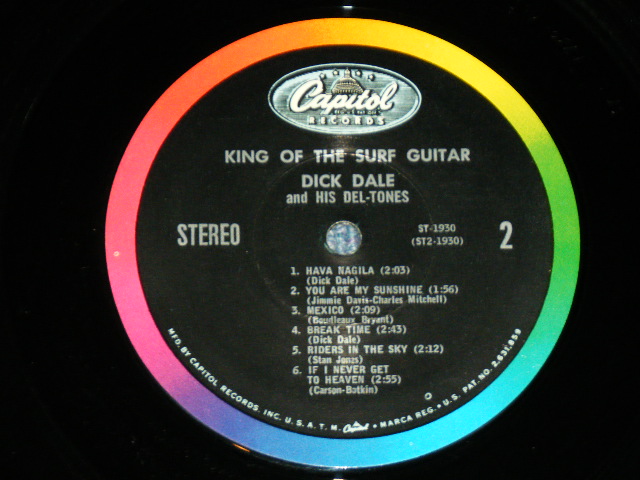 Capitol
RECORDS
KING OF THE SURF GUITAR
DICK DALE
and HIS DEL-TONES
STEREO
ST-1930
(ST2-1930)
2
1. HAVA NAGILA (2:03)
(Dick Dale)
2. YOU ARE MY SUNSHINE (1:56)
(Jimmie Davis-Charles Mitchell)
3. MEXICO (2:09)
(Boudleaux Bryant)
4. BREAK TIME (2:43)
(Dick Dale)
5. RIDERS IN THE SKY (2:12)
(Stan Jones)
6. IF I NEVER GET
TO HEAVEN (2:55)
(Carson-Botkin)
MFD. BY CAPITOL RECORDS, INC. U.S.A. T.M. Capitol • MARCA REG. • U.S. PAT. NO. 2,631,859